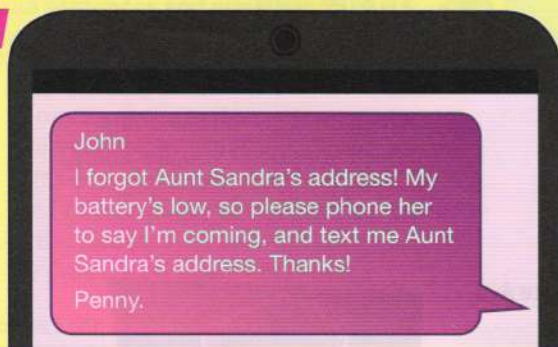 John
I forgot Aunt Sandra's address! My
battery's low, so please phone her
to say I'm coming, and text me Aunt
Sandra's address. Thanks!
Penny.